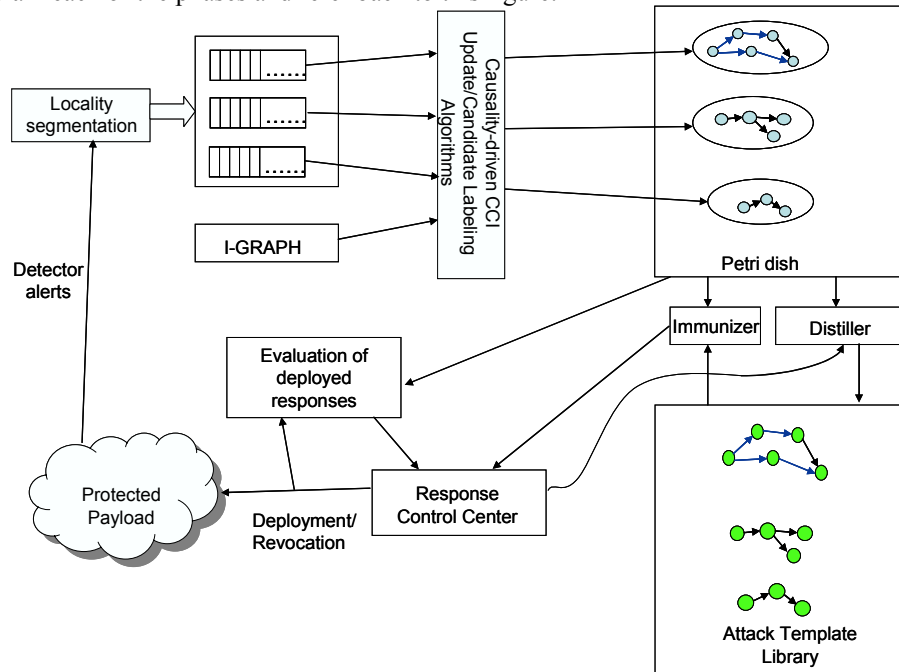 Locality
segmentation
I-GRAPH
Causality-driven CCI
Update/Candidate Labeling
Algorithms
Petri dish
Detector
alerts
Immunizer
Distiller
Evaluation of
deployed
responses
Protected
Payload
Response
Control Center
Deployment/
Revocation
Attack Template
Library